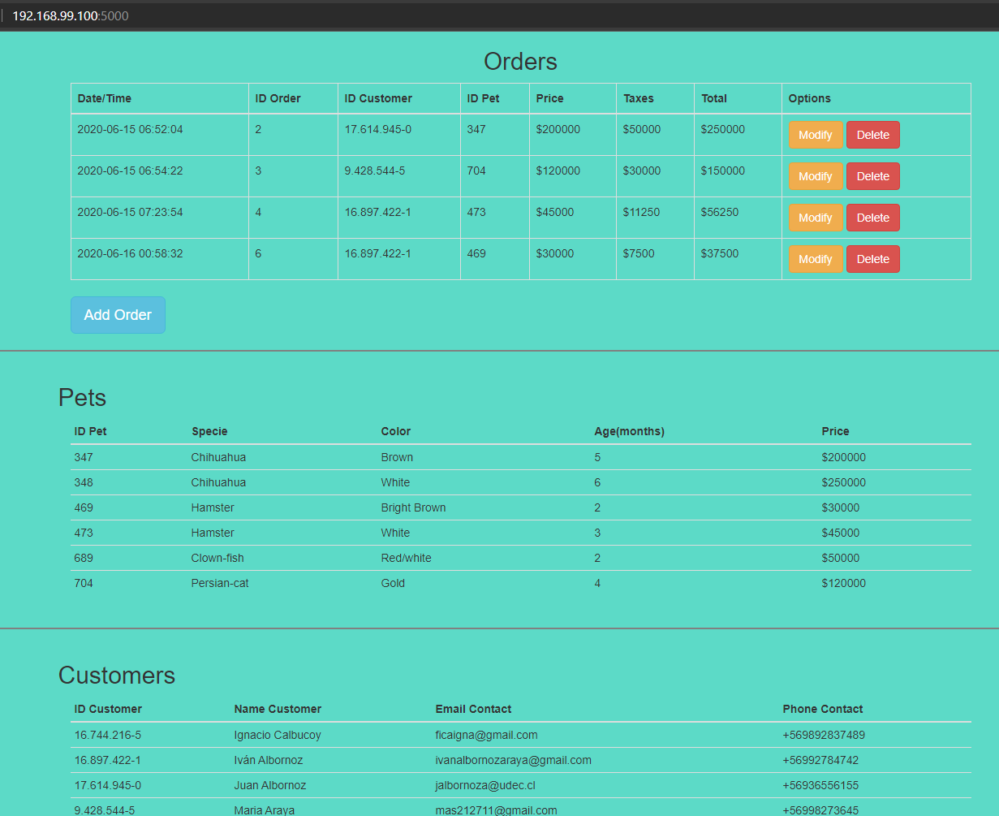 192.168.99.100:5000
Orders
Date/Time ID Order ID Customer ID Pet Price Taxes Total Options
2020-06-15 06:52:04 2 17.614.945-0 347 $200000 $50000 $250000 Modify Delete
2020-06-15 06:54:22 3 9.428.544-5 704 $120000 $30000 $150000 Modify Delete
2020-06-15 07:23:54 4 16.897.422-1 473 $45000 $11250 $56250 Modify Delete
2020-06-16 00:58:32 6 16.897.422-1 469 $30000 $7500 $37500 Modify Delete
Add Order
Pets
ID Pet Specie Color Age(months) Price
347 Chihuahua Brown 5 $200000
348 Chihuahua White 6 $250000
469 Hamster Bright Brown 2 $30000
473 Hamster White 3 $45000
689 Clown-fish Red/white 2 $50000
704 Persian-cat Gold 4 $120000
Customers
ID Customer Name Customer Email Contact Phone Contact
16.744.216-5 Ignacio Calbucoy ficaigna@gmail.com +569892837489
16.897.422-1 Iván Albornoz ivanalbornozaraya@gmail.com +56992784742
17.614.945-0 Juan Albornoz jalbornoza@udec.cl +56936556155
9.428.544-5 Maria Araya mas212711@gmail.com +56998273645